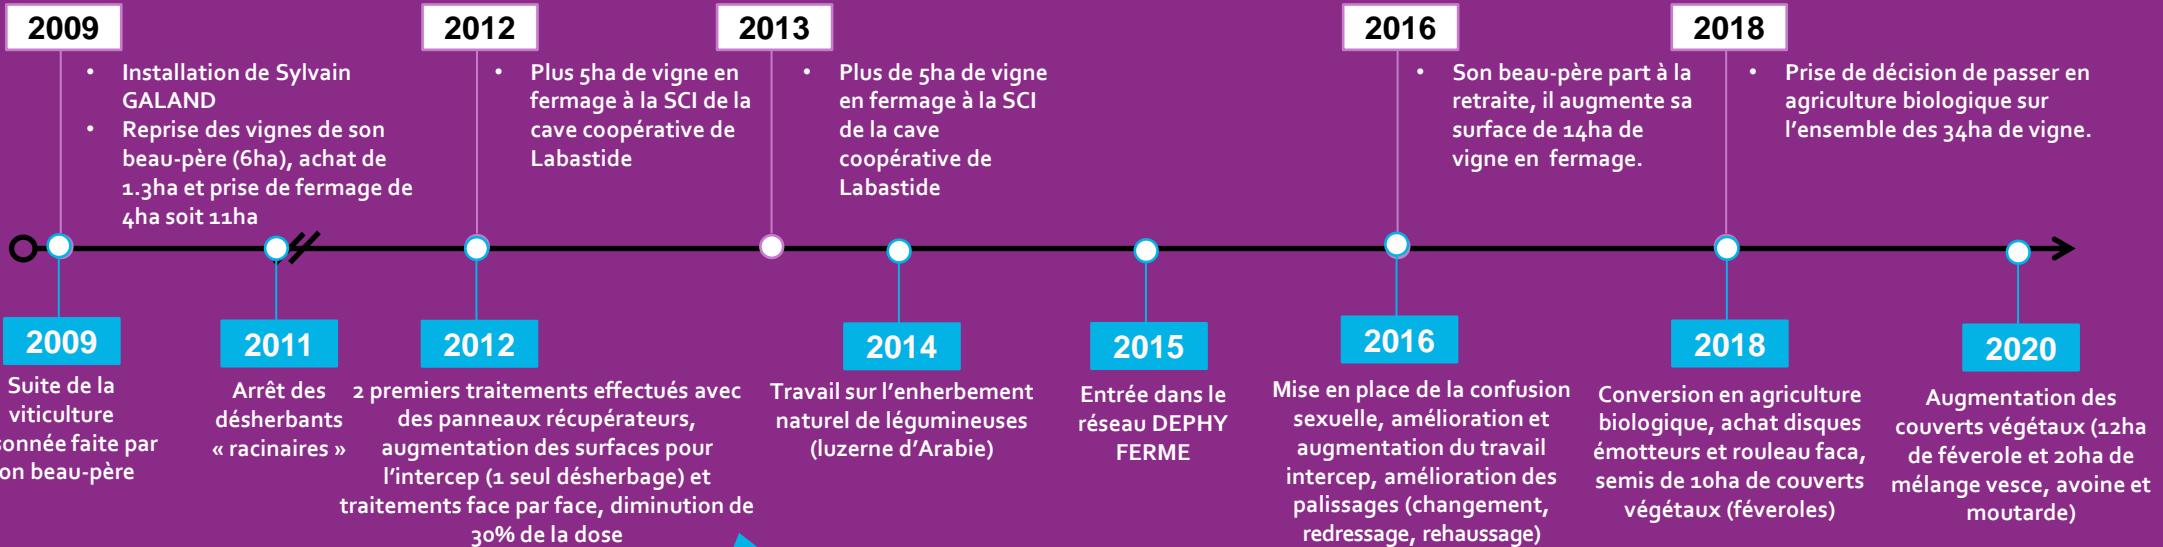 2009
• Installation de Sylvain
GALAND
• Reprise des vignes de son
beau-père (6ha), achat de
1.3ha et prise de fermage de
4ha soit 11ha
2012
• Plus 5ha de vigne en
fermage à la SCI de la
cave coopérative de
Labastide
2013
• Plus de 5ha de vigne
en fermage à la SCI
de la cave
coopérative de
Labastide
2016
• Son beau-père part à la
retraite, il augmente sa
surface de 14ha de
vigne en fermage.
2018
• Prise de décision de passer en
agriculture biologique sur
l'ensemble des 34ha de vigne.
2009
Suite de la
viticulture
sonnée faite par
on beau-père
2011
Arrêt des
désherbants
« racinaires »
2012
2 premiers traitements effectués avec
des panneaux récupérateurs,
augmentation des surfaces pour
l'intercep (1 seul désherbage) et
traitements face par face, diminution de
30% de la dose
2014
Travail sur l'enherbement
naturel de légumineuses
(luzerne d'Arabie)
2015
Entrée dans le
réseau DEPHY
FERME
2016
Mise en place de la confusion
sexuelle, amélioration et
augmentation du travail
intercep, amélioration des
palissages (changement,
redressage, rehaussage)
2018
Conversion en agriculture
biologique, achat disques
émotteurs et rouleau faca,
semis de 10ha de couverts
végétaux (féveroles)
2020
Augmentation des
couverts végétaux (12ha
de féverole et 20ha de
mélange vesce, avoine et
moutarde)